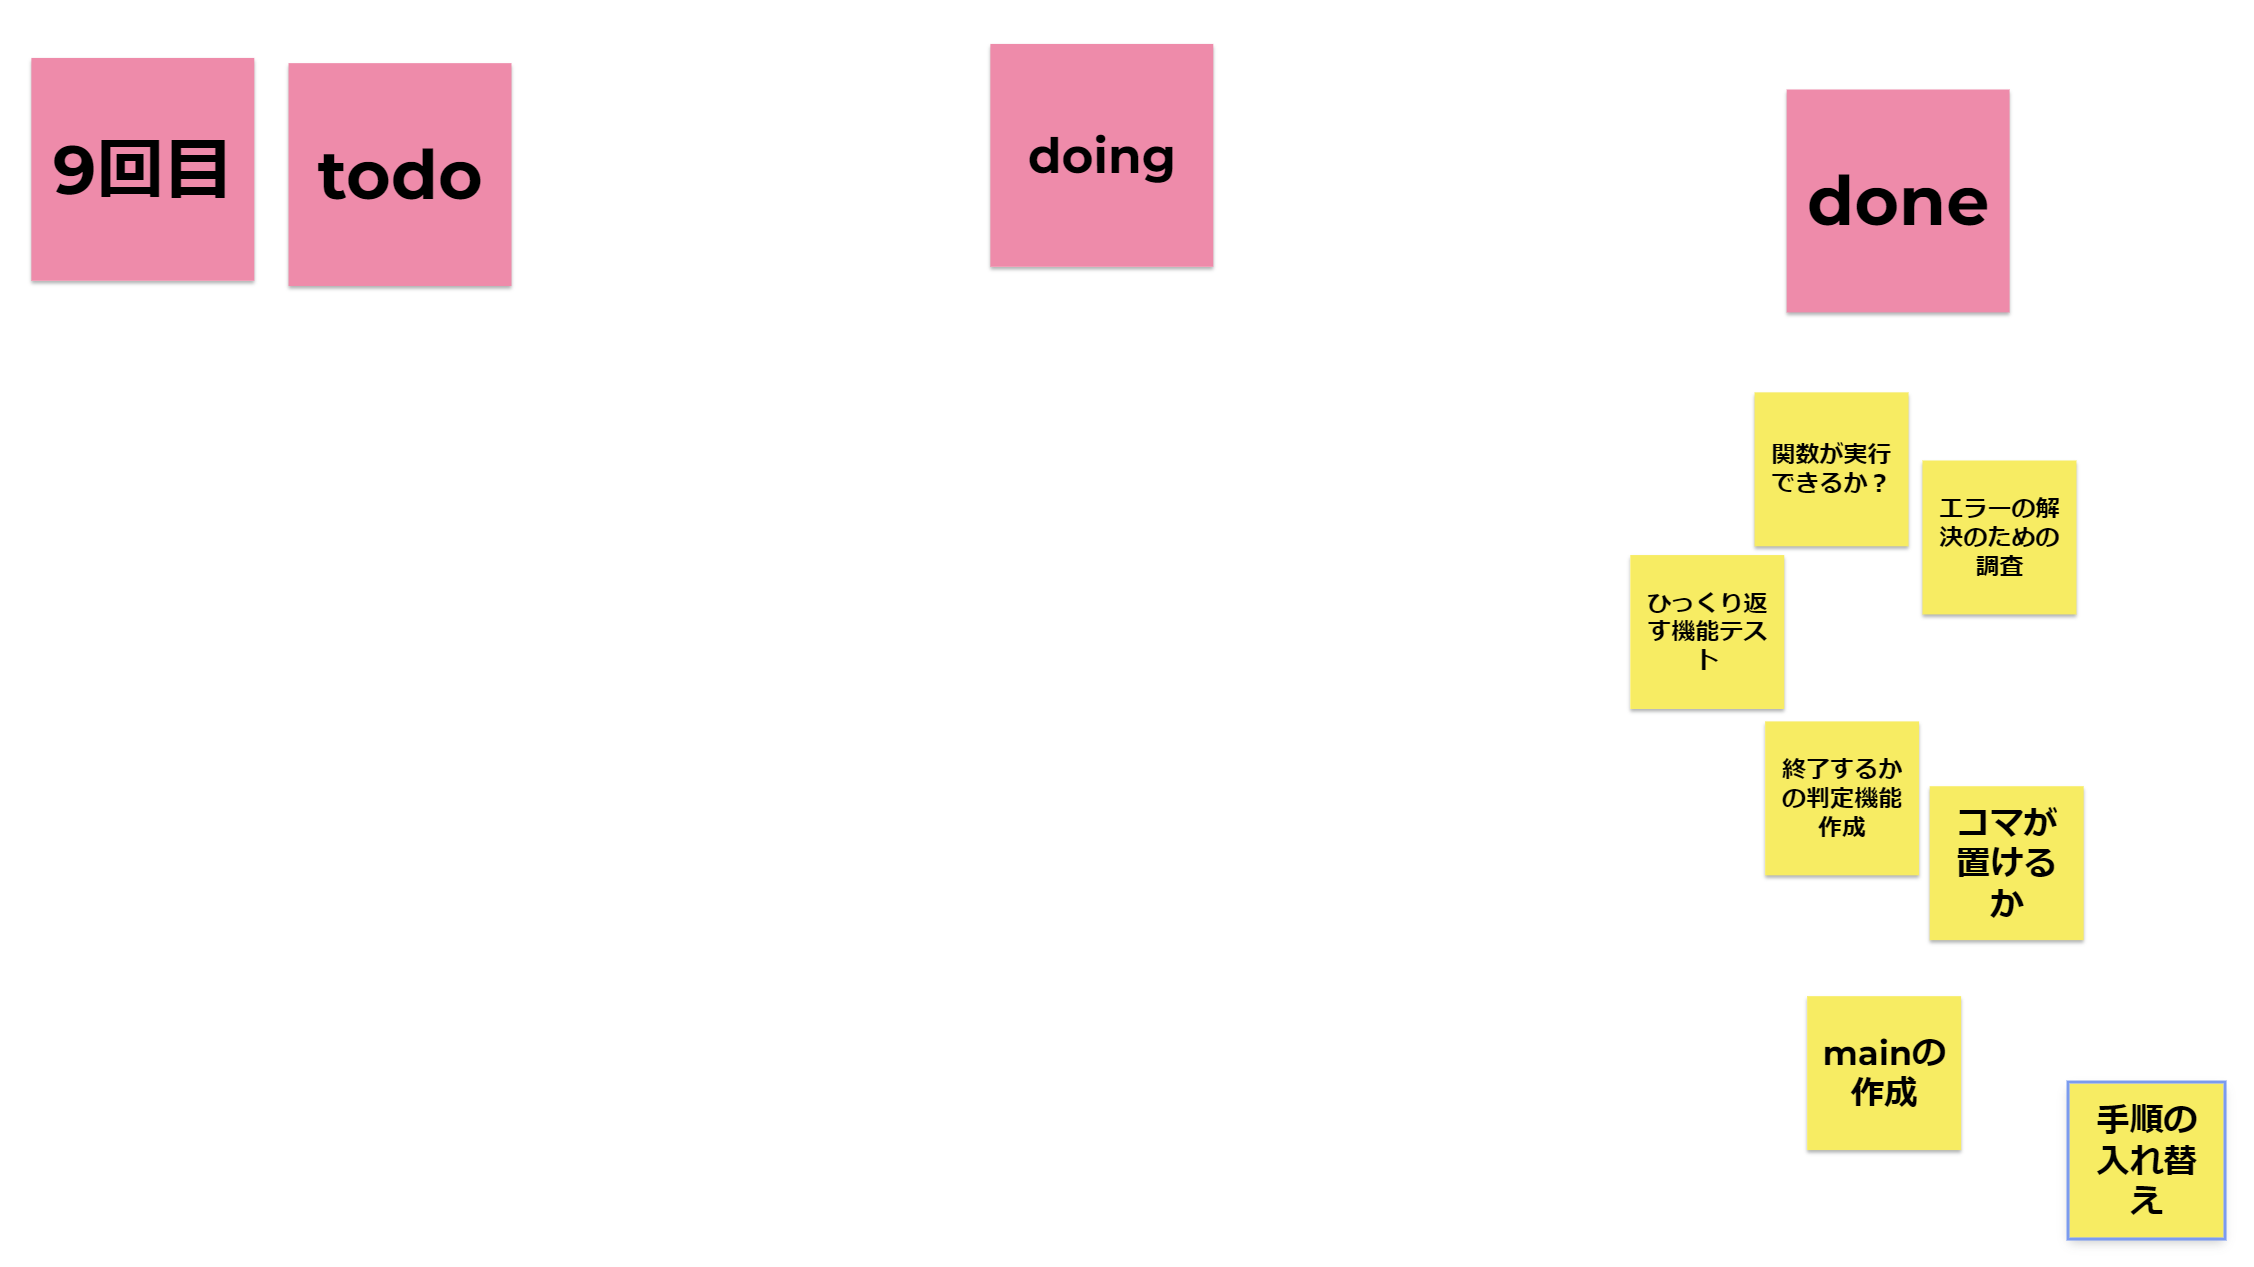 9回目
todo
doing
done
関数が実行
できるか？
エラーの解
決のための
調査
ひっくり返
す機能テス
ト
終了するか
の判定機能
作成
コマが
置ける
か
mainの
作成
手順の
入れ替
え